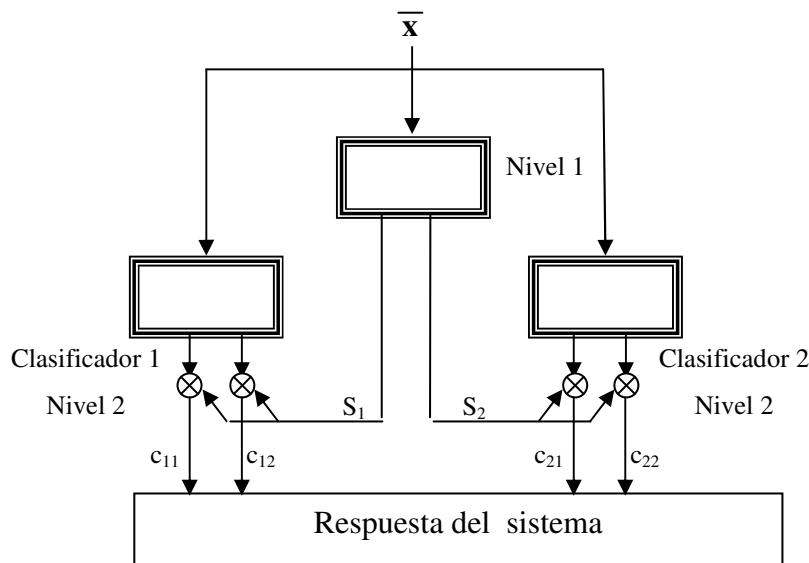 x̄
Nivel 1
Clasificador 1
Nivel 2
Clasificador 2
Nivel 2
S₁
S₂
c₁₁
c₁₂
c₂₁
c₂₂
Respuesta del sistema